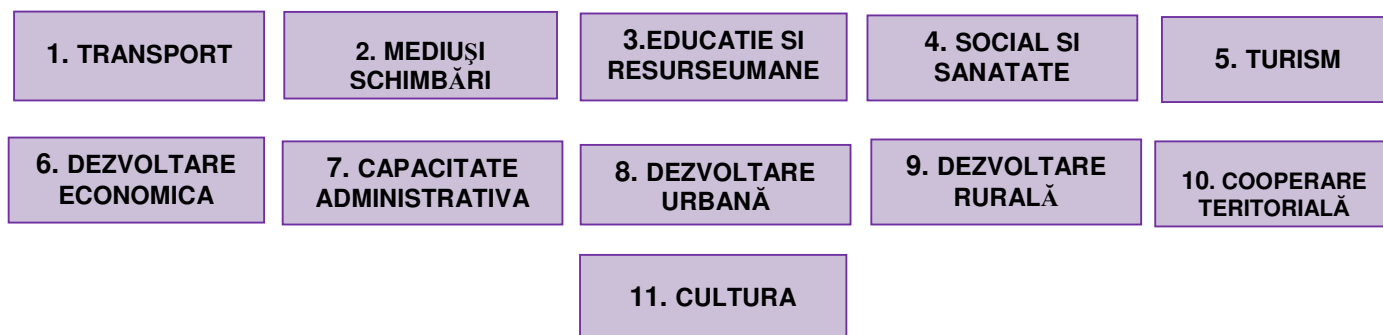 1. TRANSPORT
2. MEDIUŞI
SCHIMBĂRI
3.EDUCATIE SI
RESURSEUMANE
4. SOCIAL SI
SANATATE
5. TURISM
6. DEZVOLTARE
ECONOMICA
7. CAPACITATE
ADMINISTRATIVA
8. DEZVOLTARE
URBANĂ
9. DEZVOLTARE
RURALĂ
10. COOPERARE
TERITORIALĂ
11. CULTURA